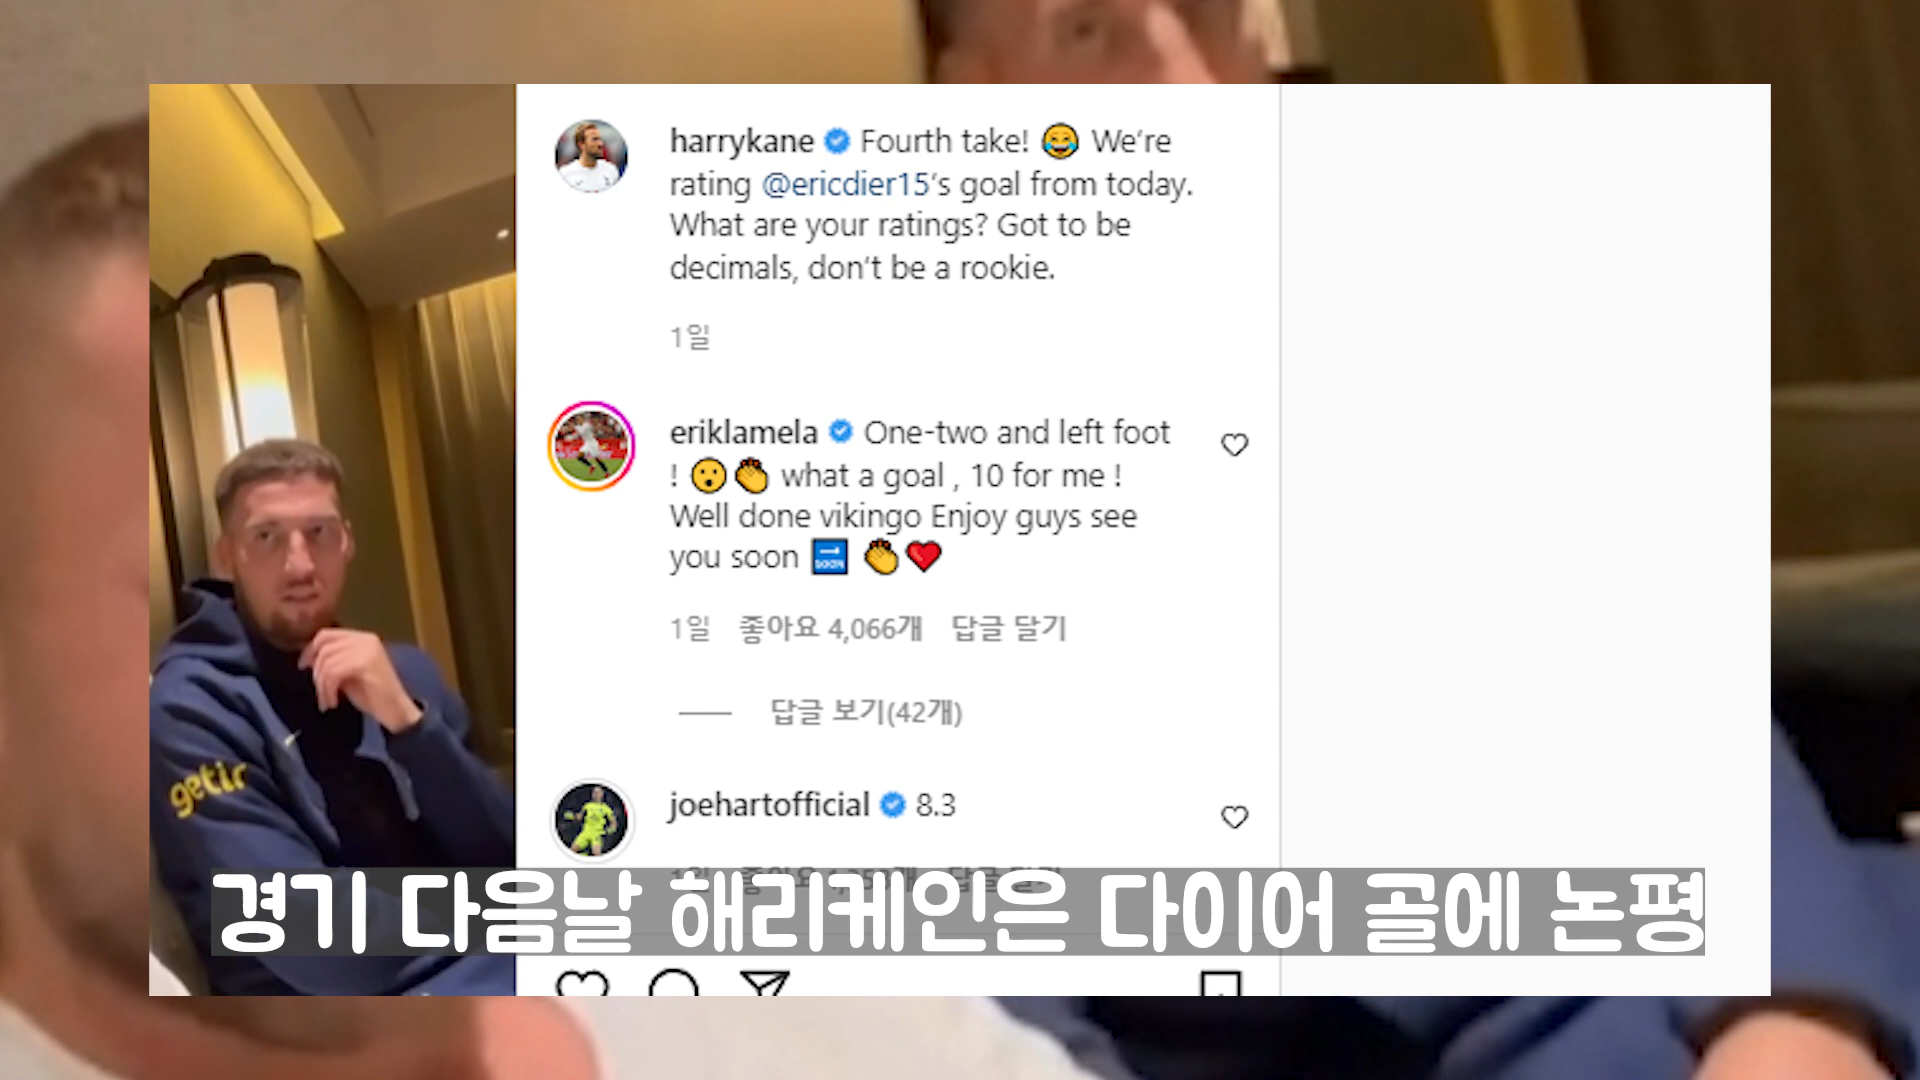 harrykane Fourth take! 😂 We're
rating @ericdier15's goal from today.
What are your ratings? Got to be
decimals, don't be a rookie.
1일
eriklamela One-two and left foot
! 😮👏 what a goal , 10 for me !
Well done vikingo Enjoy guys see
you soon 🔜 👏❤️
1일 좋아요 4,066개 답글 달기
답글 보기(42개)
joehartofficial 8.3
getir
경기 다음날 해리케인은 다이어 골에 논평